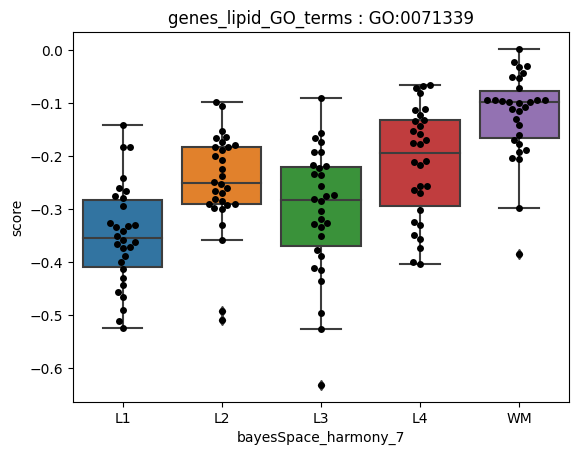 genes_lipid_GO_terms : GO:0071339
score
0.0
−0.1
−0.2
−0.3
−0.4
−0.5
−0.6
L1 L2 L3 L4 WM
bayesSpace_harmony_7